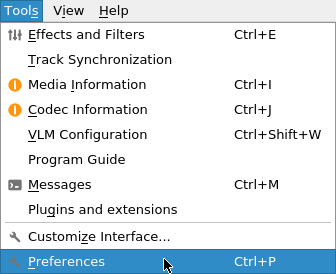 Tools View Help
Effects and Filters Ctrl+E
Track Synchronization
Media Information Ctrl+I
Codec Information Ctrl+J
VLM Configuration Ctrl+Shift+W
Program Guide
Messages Ctrl+M
Plugins and extensions
Customize Interface...
Preferences Ctrl+P